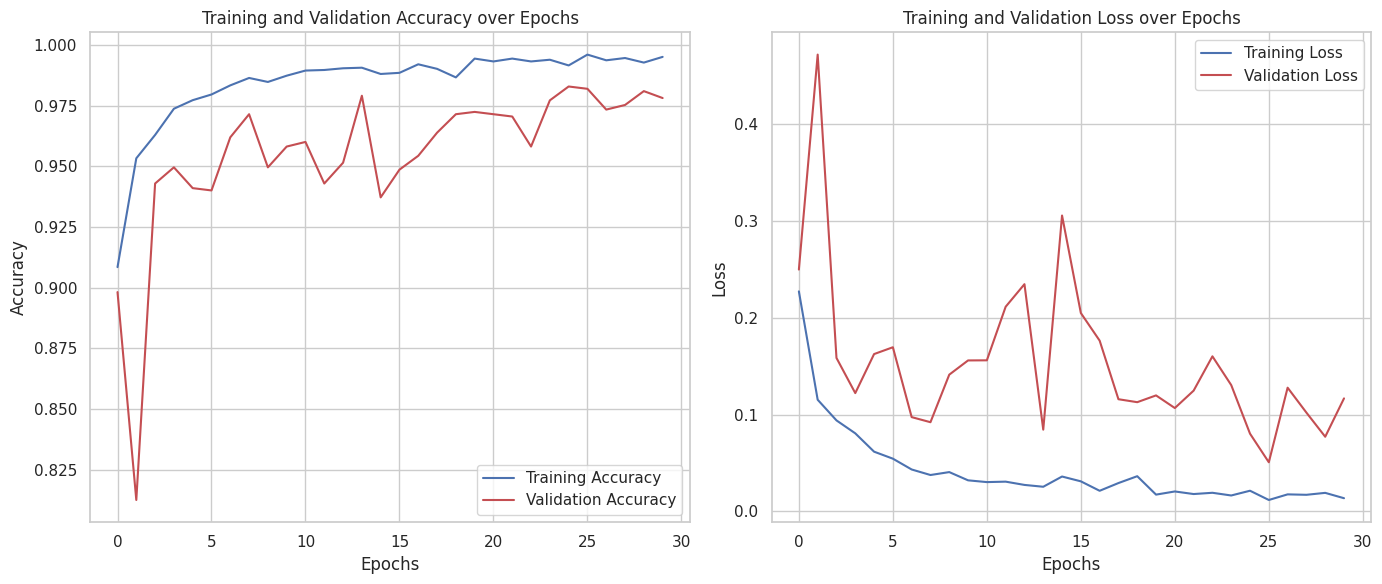 Training and Validation Accuracy over Epochs
1.000
0.975
0.950
0.925
0.900
0.875
0.850
0.825
Accuracy
Training Accuracy
Validation Accuracy
0 5 10 15 20 25 30
Epochs
Training and Validation Loss over Epochs
Training Loss
Validation Loss
0.4
0.3
0.2
0.1
0.0
Loss
0 5 10 15 20 25 30
Epochs